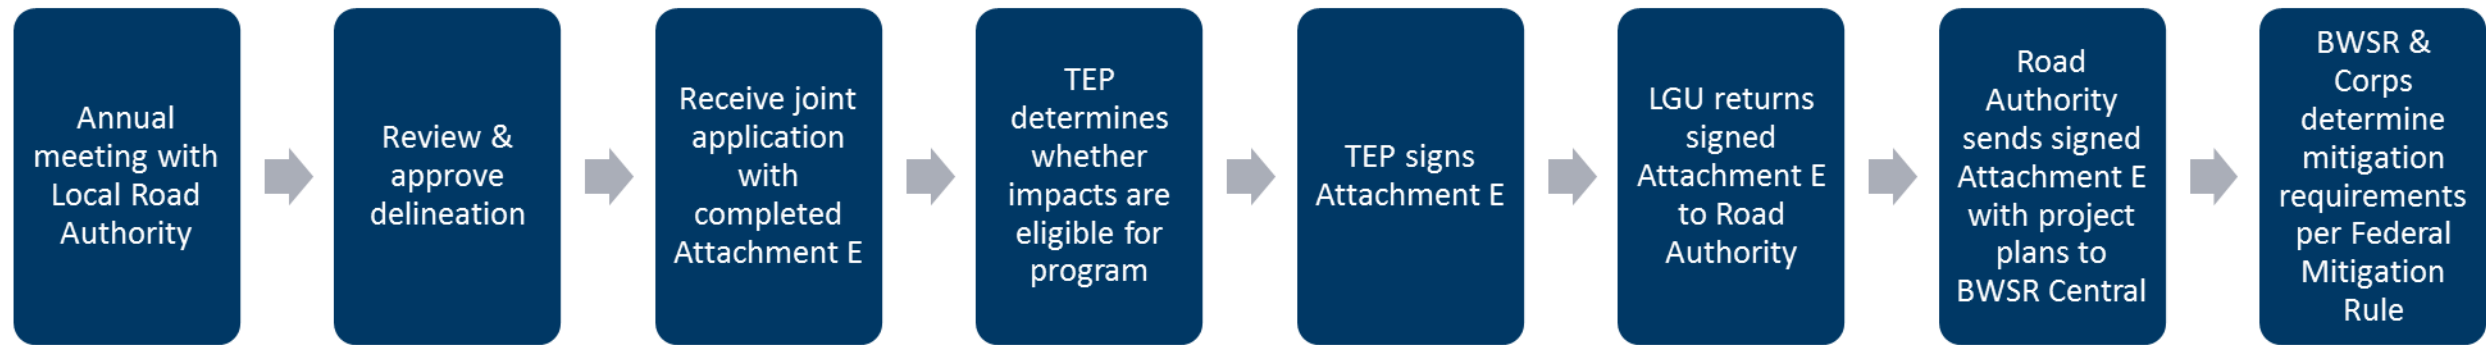 Annual
meeting with
Local Road
Authority
Review &
approve
delineation
Receive joint
application
with
completed
Attachment E
TEP
determines
whether
impacts are
eligible for
program
TEP signs
Attachment E
LGU returns
signed
Attachment E
to Road
Authority
Road
Authority
sends signed
Attachment E
with project
plans to
BWSR Central
BWSR &
Corps
determine
mitigation
requirements
per Federal
Mitigation
Rule